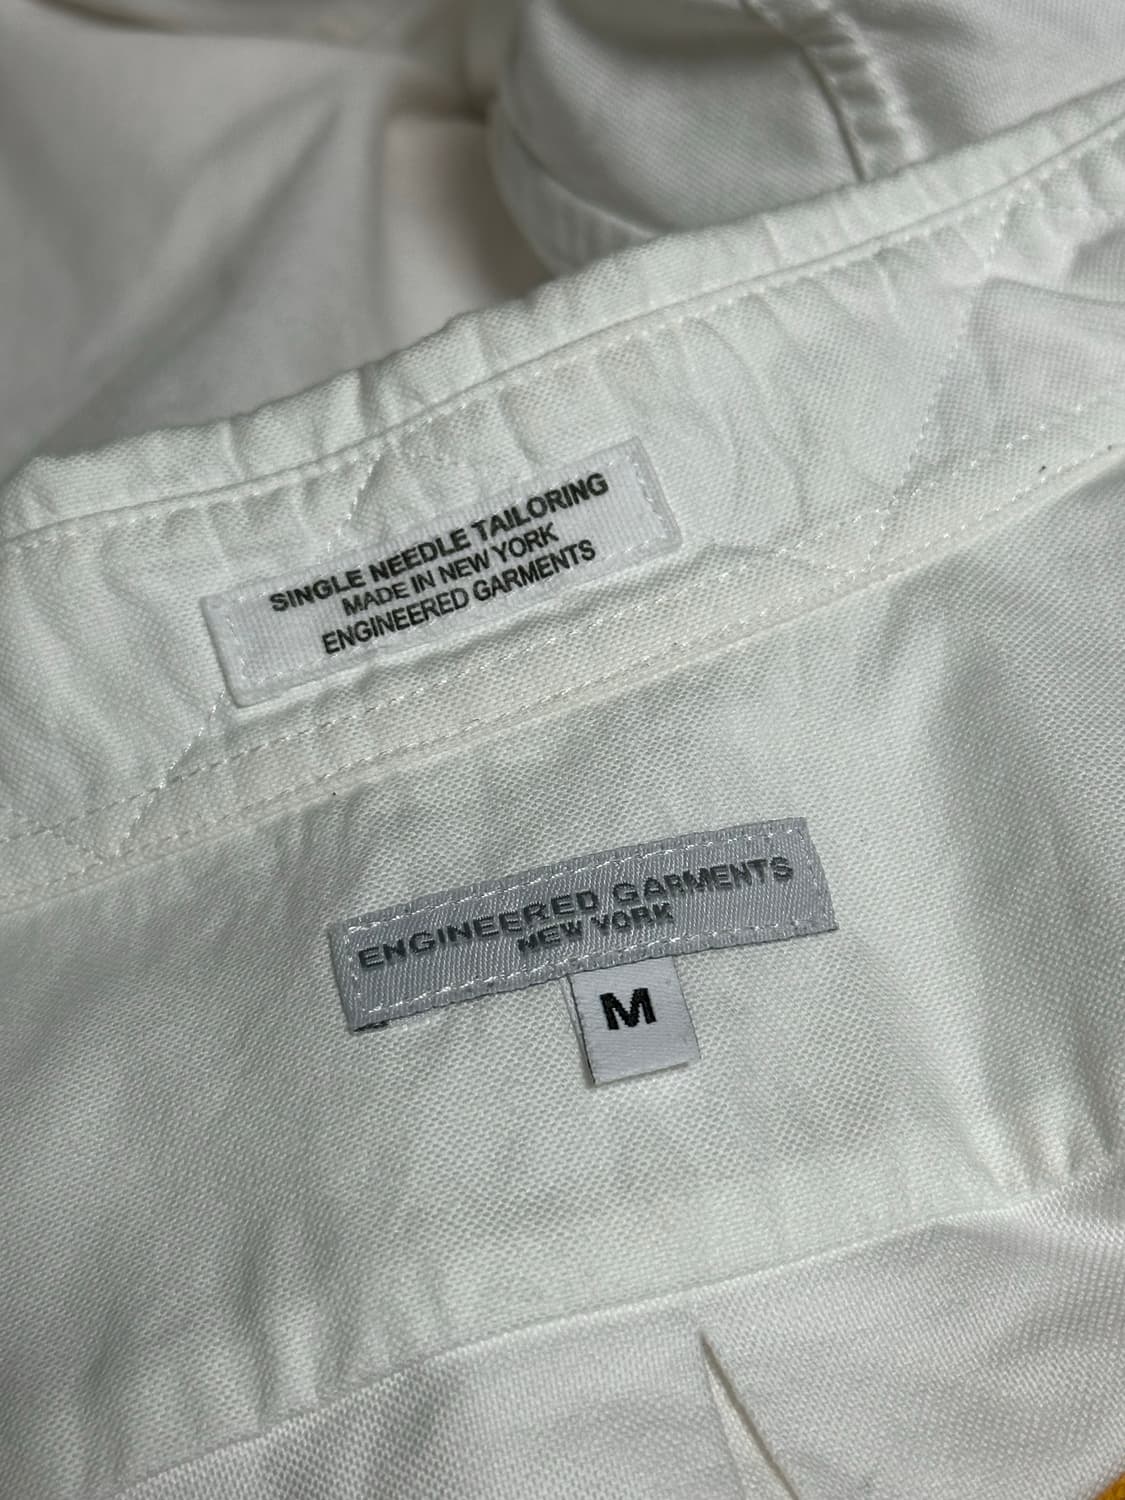 SINGLE NEEDLE TAILORING
MADE IN NEW YORK
ENGINEERED GARMENTS
ENGINEERED GARMENTS
NEW YORK
M